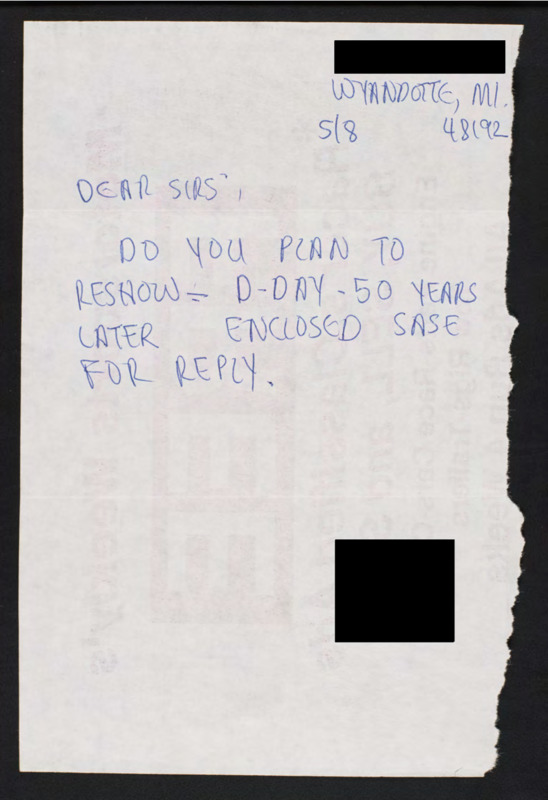 WYANDOTTE, MI.
5/8 48192
DEAR SIRS',
DO YOU PLAN TO
RESHOW = D-DAY - 50 YEARS
LATER ENCLOSED SASE
FOR REPLY.